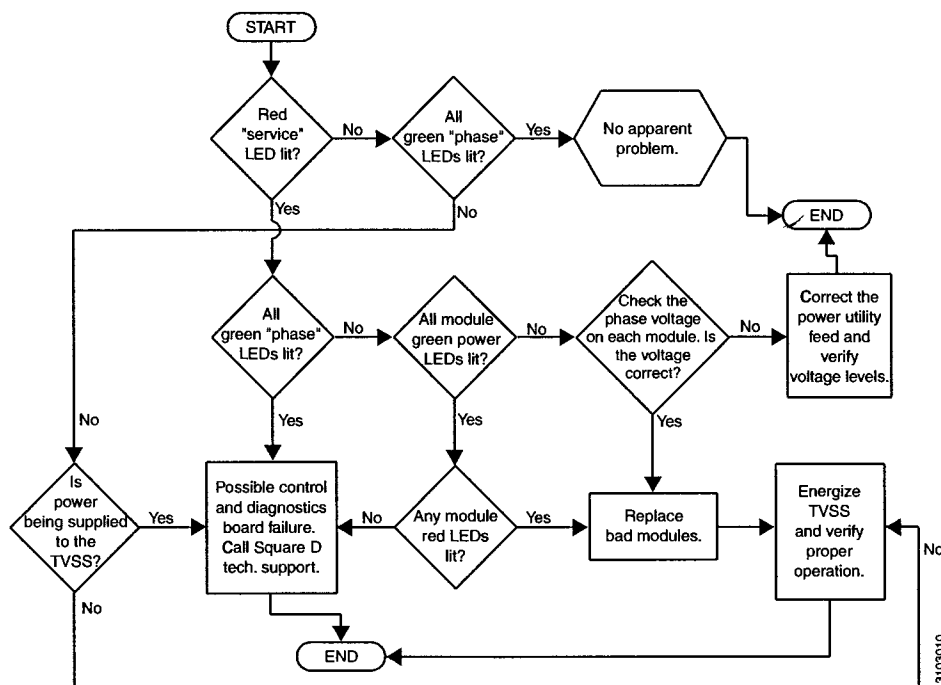 START
Red
"service"
LED lit?
No
All
green "phase"
LEDs lit?
Yes
No apparent
problem.
Yes
No
END
All
green "phase"
LEDs lit?
No
All module
green power
LEDs lit?
No
Check the
phase voltage
on each module. Is
the voltage
correct?
No
Correct the
power utility
feed and
verify
voltage levels.
No
Yes
Yes
Yes
Is
power
being supplied
to the
TVSS?
Yes
Possible control
and diagnostics
board failure.
Call Square D
tech. support.
No
Any module
red LEDs
lit?
Yes
Replace
bad modules.
Energize
TVSS
and verify
proper
operation.
No
No
END
3103010